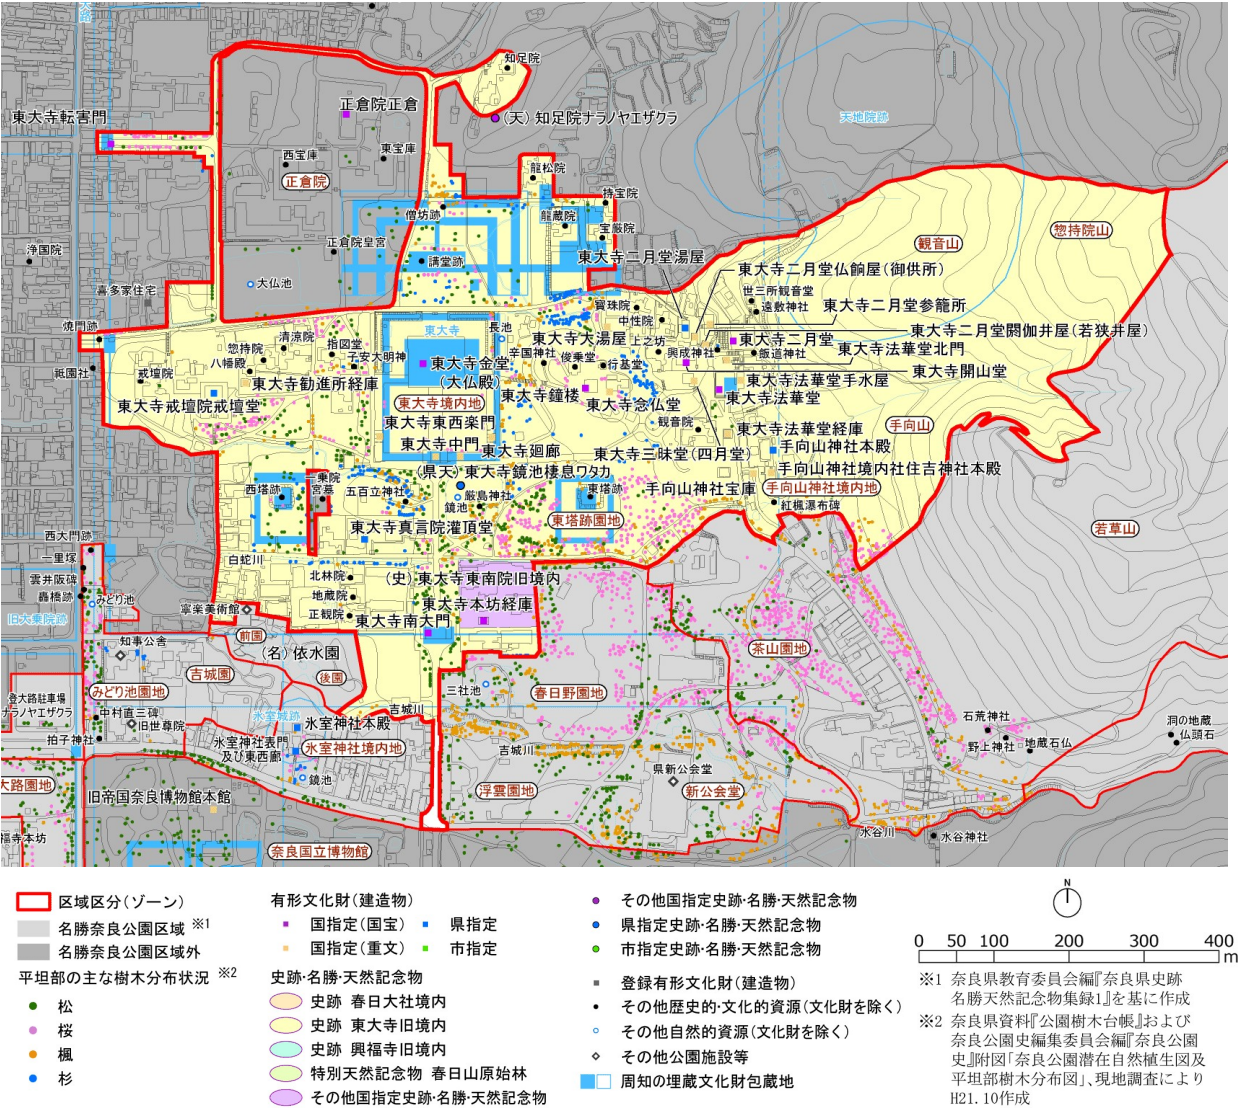 大路
知足院
東大寺転害門
正倉院正倉
(天)知足院ナラノヤエザクラ
天地院跡
西宝庫
東宝庫
正倉院
龍松院
持宝院
僧坊跡
龍蔵院
宝厳院
観音山
惣持院山
浄国院
正倉院皇宮
講堂跡
東大寺二月堂湯屋
東大寺二月堂仏餉屋(御供所)
大仏池
喜多家住宅
世三所観音堂
遠敷神社
東大寺二月堂参籠所
焼門跡
東大寺
長池
寳珠院
中性院
東大寺大湯屋
上之坊
東大寺二月堂閼伽井屋(若狭井屋)
東大寺二月堂
清涼院
指図堂
惣持院
子安大明神
八幡殿
辛国神社
俊乗堂
行基堂
興成神社
飯道神社
東大寺法華堂北門
祇園社
戒壇院
東大寺金堂
(大仏殿)
東大寺開山堂
東大寺勧進所経庫
東大寺法華堂手水屋
東大寺戒壇院戒壇堂
東大寺境内地
東大寺鐘楼
東大寺念仏堂
東大寺法華堂
東大寺東西楽門
観音院
東大寺法華堂経庫
手向山
東大寺中門
東大寺廻廊
東大寺三昧堂(四月堂)
手向山神社本殿
(県天)東大寺鏡池棲息ワタカ
手向山神社境内社住吉神社本殿
西塔跡
一乗院
宮墓
五百立神社
厳島神社
鏡池
東塔跡
手向山神社宝庫
手向山神社境内地
紅楓瀑布碑
東大寺真言院灌頂堂
東塔跡園地
若草山
西大門跡
一里塚
白蛇川
雲井阪碑
轟橋跡
みどり池
北林院
(史)東大寺東南院旧境内
地蔵院
東大寺本坊経庫
旧大乗院跡
寧楽美術館
正観院
東大寺南大門
知事公舎
前園
(名)依水園
茶山園地
吉城園
後園
三社池
春日野園地
みどり池園地
登大路駐車場
ナラノヤエザクラ
中村直三碑
旧世尊院
氷室城跡
吉城川
氷室神社本殿
石荒神社
洞の地蔵
仏頭石
拍子神社
氷室神社表門
及び東西廊
氷室神社境内地
吉城川
野上神社
地蔵石仏
鏡池
県新公会堂
大路園地
旧帝国奈良博物館本館
浮雲園地
新公会堂
福寺本坊
奈良国立博物館
水谷川
水谷神社
区域区分(ゾーン)
名勝奈良公園区域 ※1
名勝奈良公園区域外
平坦部の主な樹木分布状況 ※2
松
桜
楓
杉
有形文化財(建造物)
国指定(国宝)
県指定
国指定(重文)
市指定
史跡・名勝・天然記念物
史跡 春日大社境内
史跡 東大寺旧境内
史跡 興福寺旧境内
特別天然記念物 春日山原始林
その他国指定史跡・名勝・天然記念物
その他国指定史跡・名勝・天然記念物
県指定史跡・名勝・天然記念物
市指定史跡・名勝・天然記念物
登録有形文化財(建造物)
その他歴史的・文化的資源(文化財を除く)
その他自然的資源(文化財を除く)
その他公園施設等
周知の埋蔵文化財包蔵地
N
0 50 100 200 300 400
m
※1 奈良県教育委員会編『奈良県史跡
名勝天然記念物集録1』を基に作成
※2 奈良県資料『公園樹木台帳』および
奈良公園史編集委員会編『奈良公園
史』附図「奈良公園潜在自然植生図及
平坦部樹木分布図」、現地調査により
H21.10作成